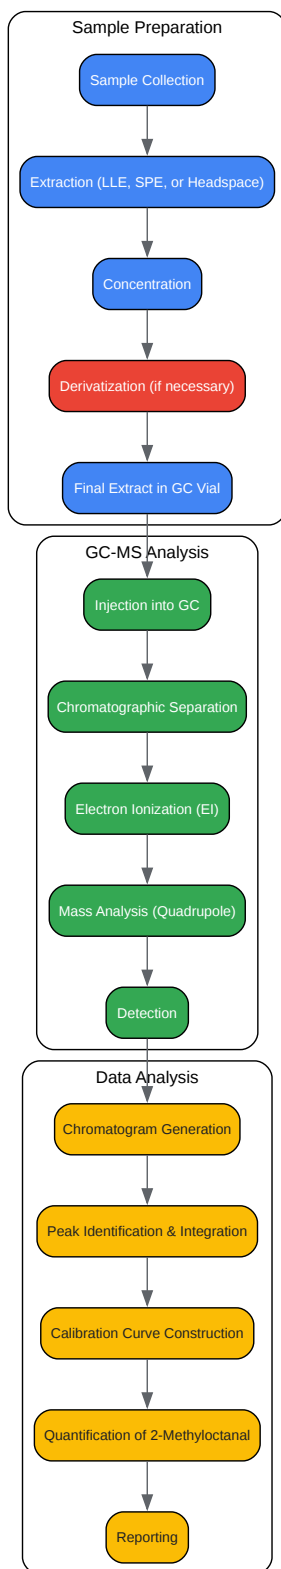 Sample Preparation
Sample Collection
Extraction (LLE, SPE, or Headspace)
Concentration
Derivatization (if necessary)
Final Extract in GC Vial
GC-MS Analysis
Injection into GC
Chromatographic Separation
Electron Ionization (EI)
Mass Analysis (Quadrupole)
Detection
Data Analysis
Chromatogram Generation
Peak Identification & Integration
Calibration Curve Construction
Quantification of 2-Methyloctanal
Reporting